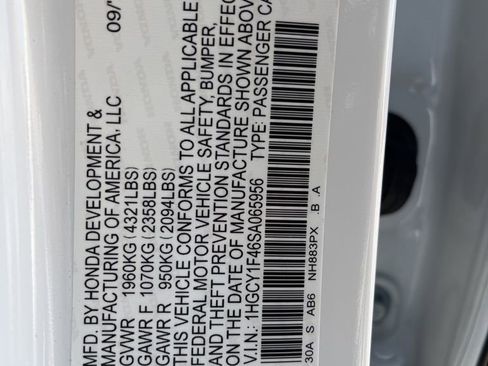 MFD. BY HONDA DEVELOPMENT & 09/
MANUFACTURING OF AMERICA, LLC
GVWR 1960KG (4321LBS)
GAWR F 1070KG (2358LBS)
GAWR R 950KG (2094LBS)
THIS VEHICLE CONFORMS TO ALL APPLICABLE
FEDERAL MOTOR VEHICLE SAFETY, BUMPER,
AND THEFT PREVENTION STANDARDS IN EFFECT
ON THE DATE OF MANUFACTURE SHOWN ABOVE
V.I.N.: 1HGCY1F46SA065956 TYPE: PASSENGER CA
30A S AB6 NH883PX .B .A